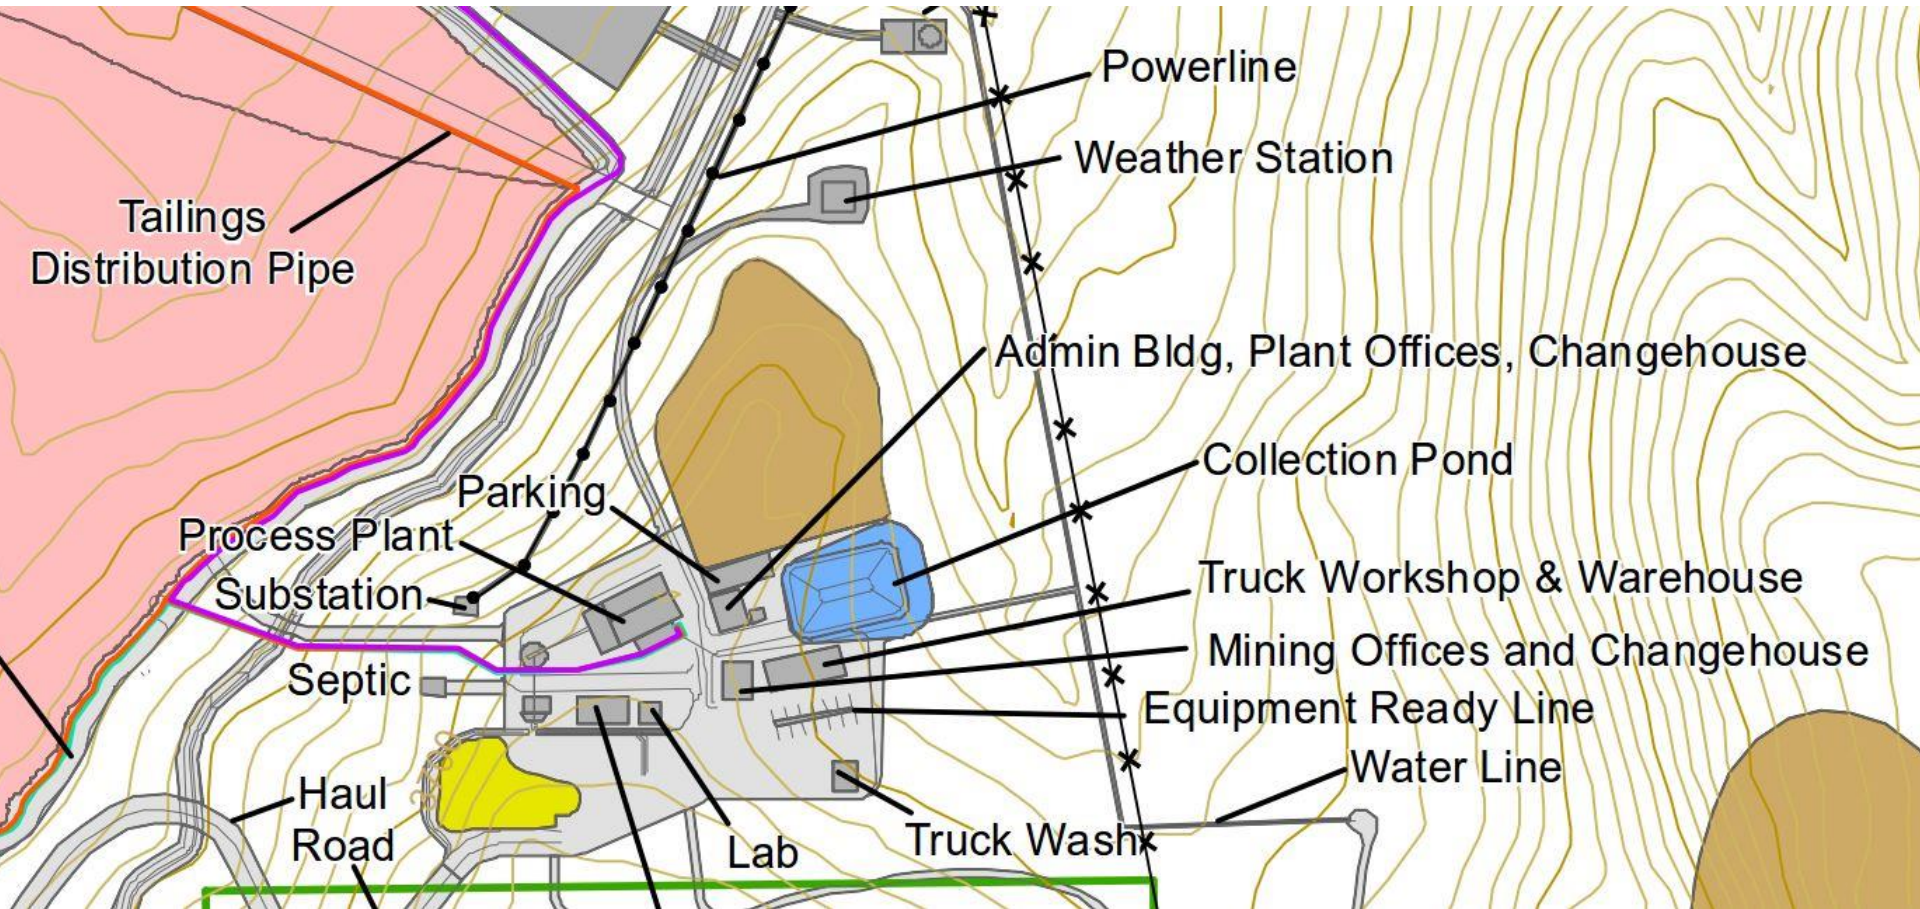 Powerline
Weather Station
Tailings
Distribution Pipe
Admin Bldg, Plant Offices, Changehouse
Collection Pond
Parking
Process Plant
Substation
Truck Workshop & Warehouse
Mining Offices and Changehouse
Septic
Equipment Ready Line
Water Line
Haul
Road
Lab
Truck Wash